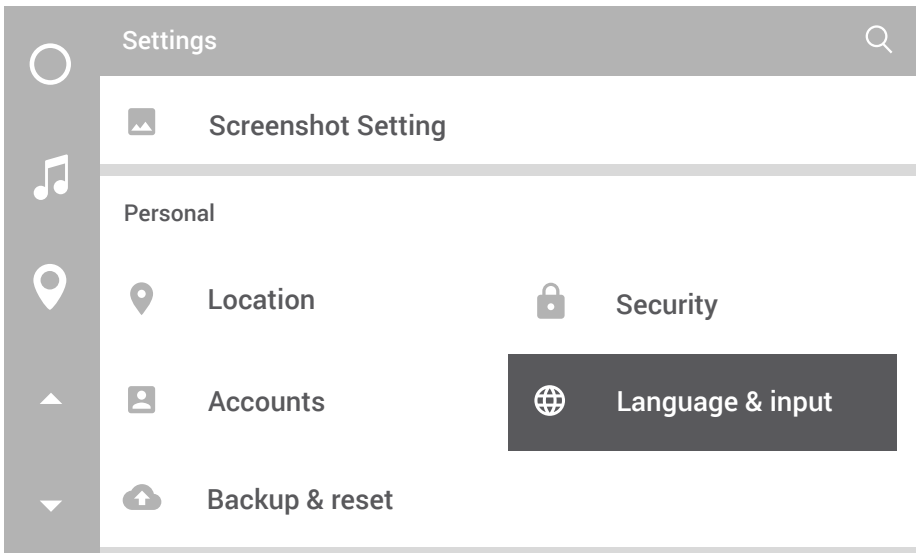 Settings
Screenshot Setting
Personal
Location
Security
Accounts
Language & input
Backup & reset